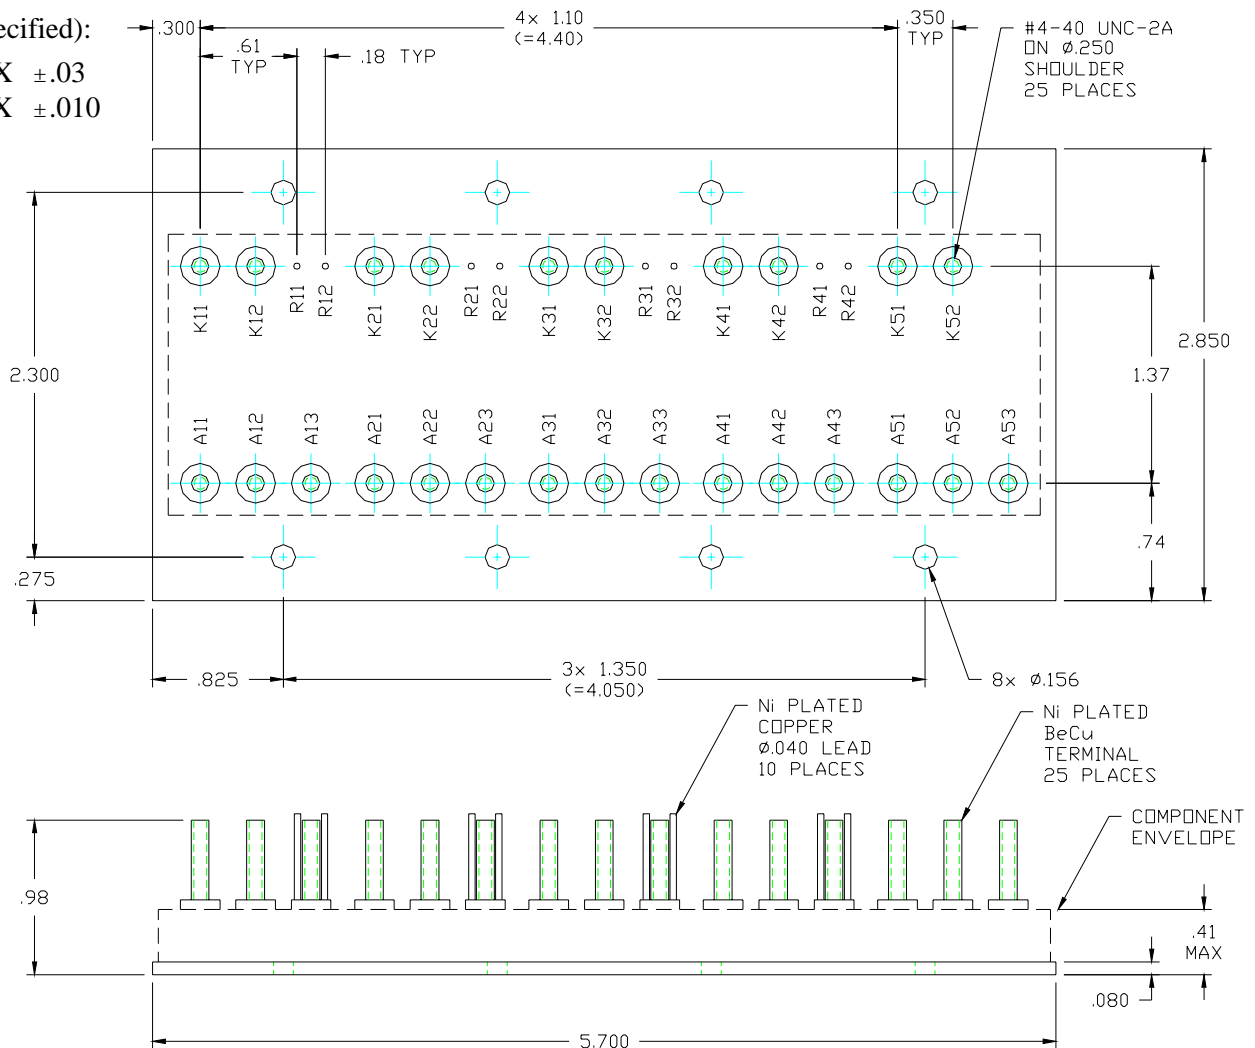 ecified):
X ±.03
X ±.010
.300
4x 1.10
(=4.40)
.350
TYP
.61
TYP
.18 TYP
#4-40 UNC-2A
ON Ø.250
SHOULDER
25 PLACES
K11
K12
R11
R12
K21
K22
R21
R22
K31
K32
R31
R32
K41
K42
R41
R42
K51
K52
2.300
2.850
1.37
A11
A12
A13
A21
A22
A23
A31
A32
A33
A41
A42
A43
A51
A52
A53
.74
.275
.825
3x 1.350
(=4.050)
8x Ø.156
Ni PLATED
COPPER
Ø.040 LEAD
10 PLACES
Ni PLATED
BeCu
TERMINAL
25 PLACES
COMPONENT
ENVELOPE
.98
.41
MAX
.080
5.700